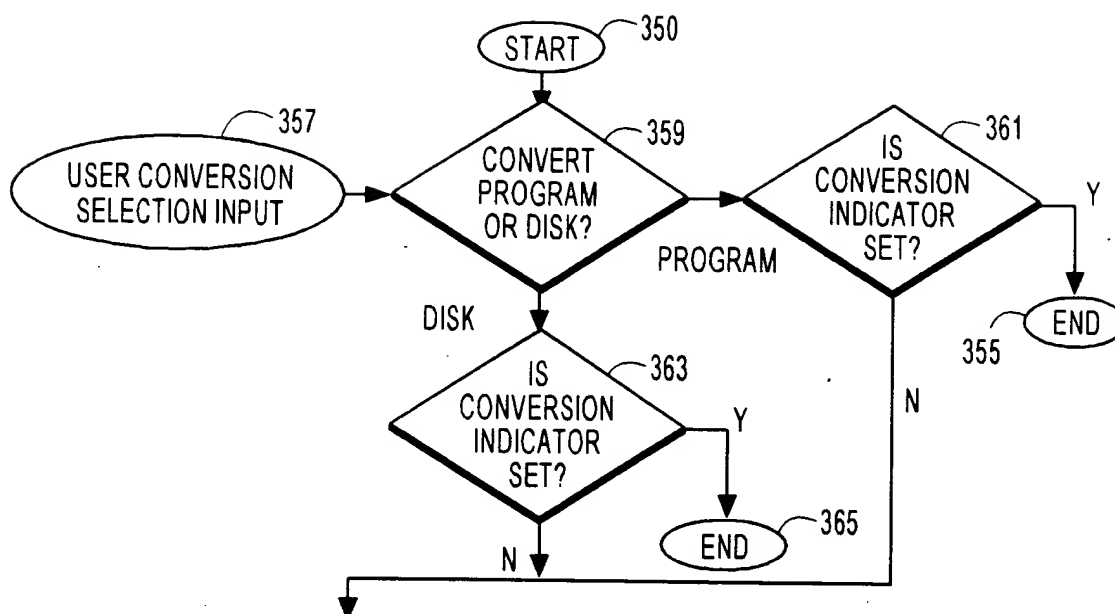 350
START
357
USER CONVERSION
SELECTION INPUT
359
CONVERT
PROGRAM
OR DISK?
361
IS
CONVERSION
INDICATOR
SET?
Y
PROGRAM
DISK
355
END
363
IS
CONVERSION
INDICATOR
SET?
Y
N
365
END
N